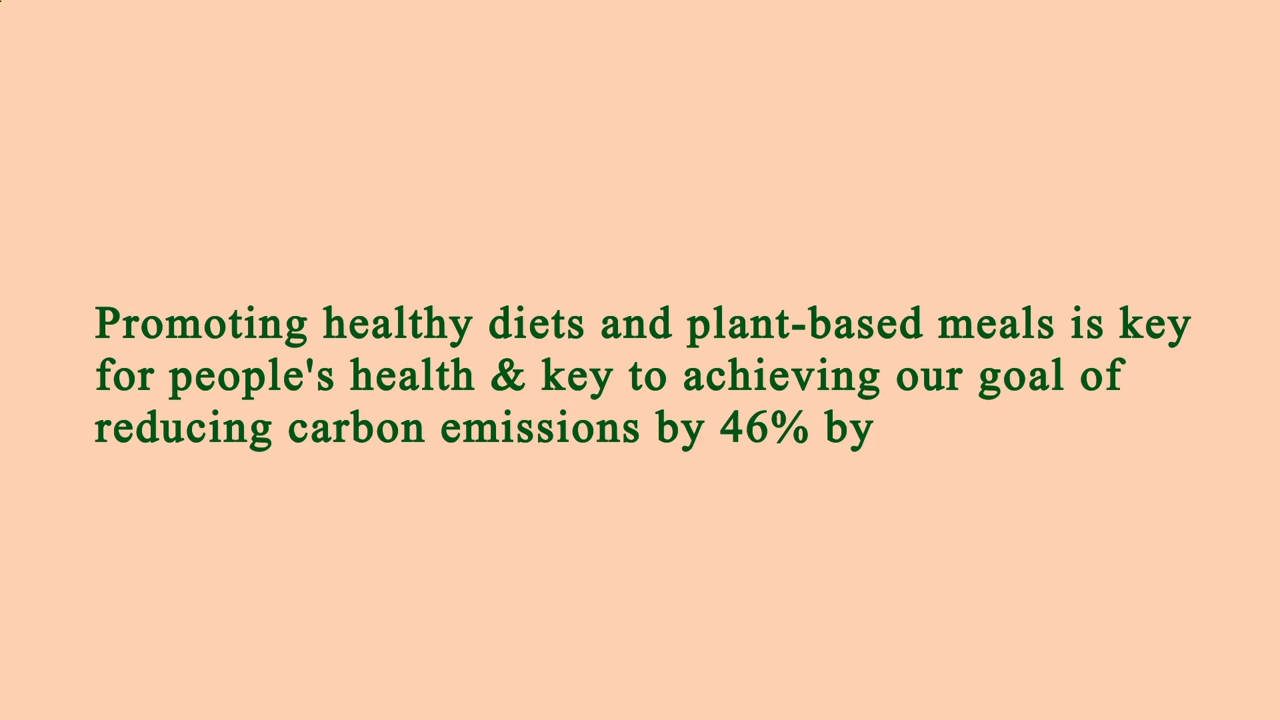 Promoting healthy diets and plant-based meals is key
for people's health & key to achieving our goal of
reducing carbon emissions by 46% by